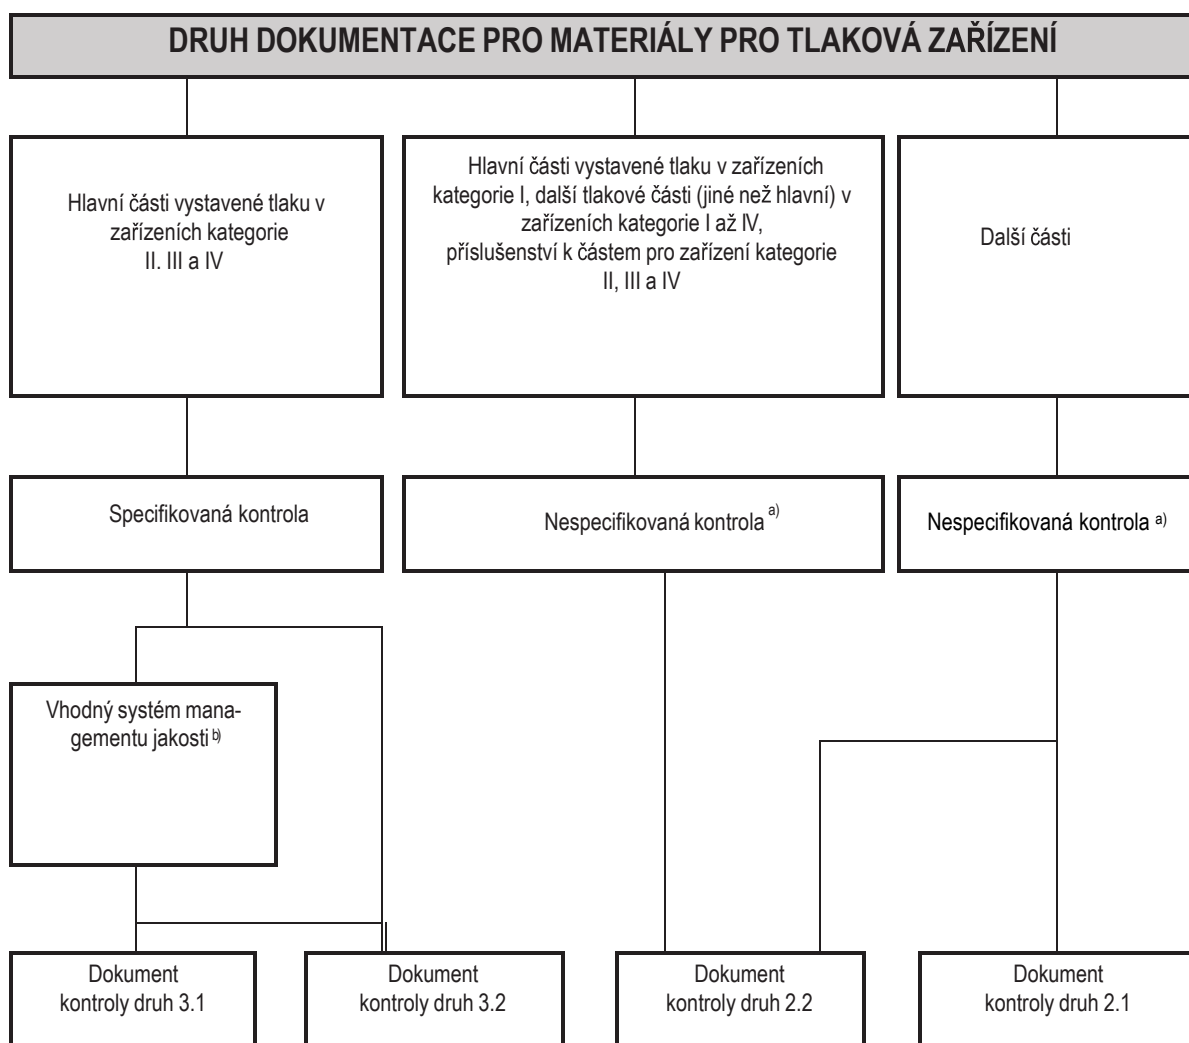 DRUH DOKUMENTACE PRO MATERIÁLY PRO TLAKOVÁ ZAŘÍZENÍ
Hlavní části vystavené tlaku v
zařízeních kategorie
II. III a IV
Hlavní části vystavené tlaku v zařízeních
kategorie I, další tlakové části (jiné než hlavní) v
zařízeních kategorie I až IV,
příslušenství k částem pro zařízení kategorie
II, III a IV
Další části
Specifikovaná kontrola
Nespecifikovaná kontrola a)
Nespecifikovaná kontrola a)
Vhodný systém mana-
gementu jakosti b)
Dokument
kontroly druh 3.1
Dokument
kontroly druh 3.2
Dokument
kontroly druh 2.2
Dokument
kontroly druh 2.1